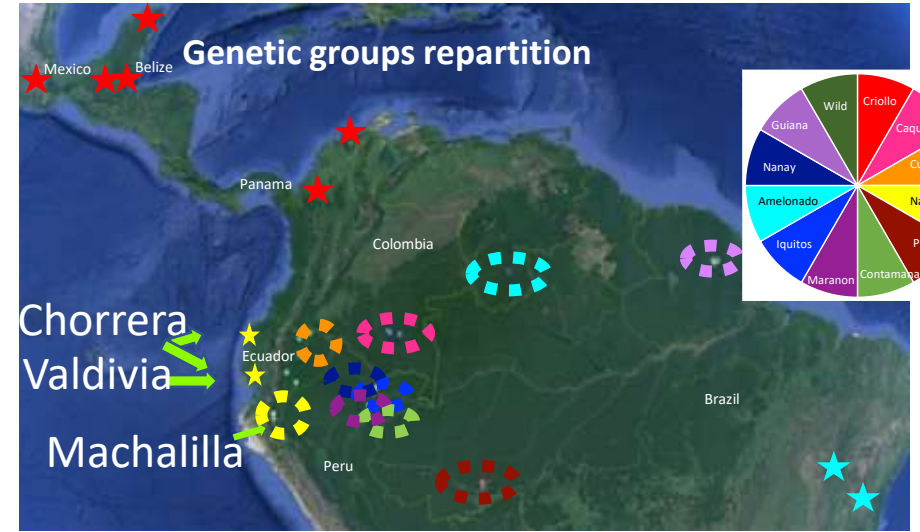 Genetic groups repartition
Mexico
Belize
Panama
Colombia
Chorrera
Ecuador
Valdivia
Machalilla
Peru
Brazil
Wild
Criollo
Guiana
Nanay
Amelonado
Iquitos
Maranon
Contamana